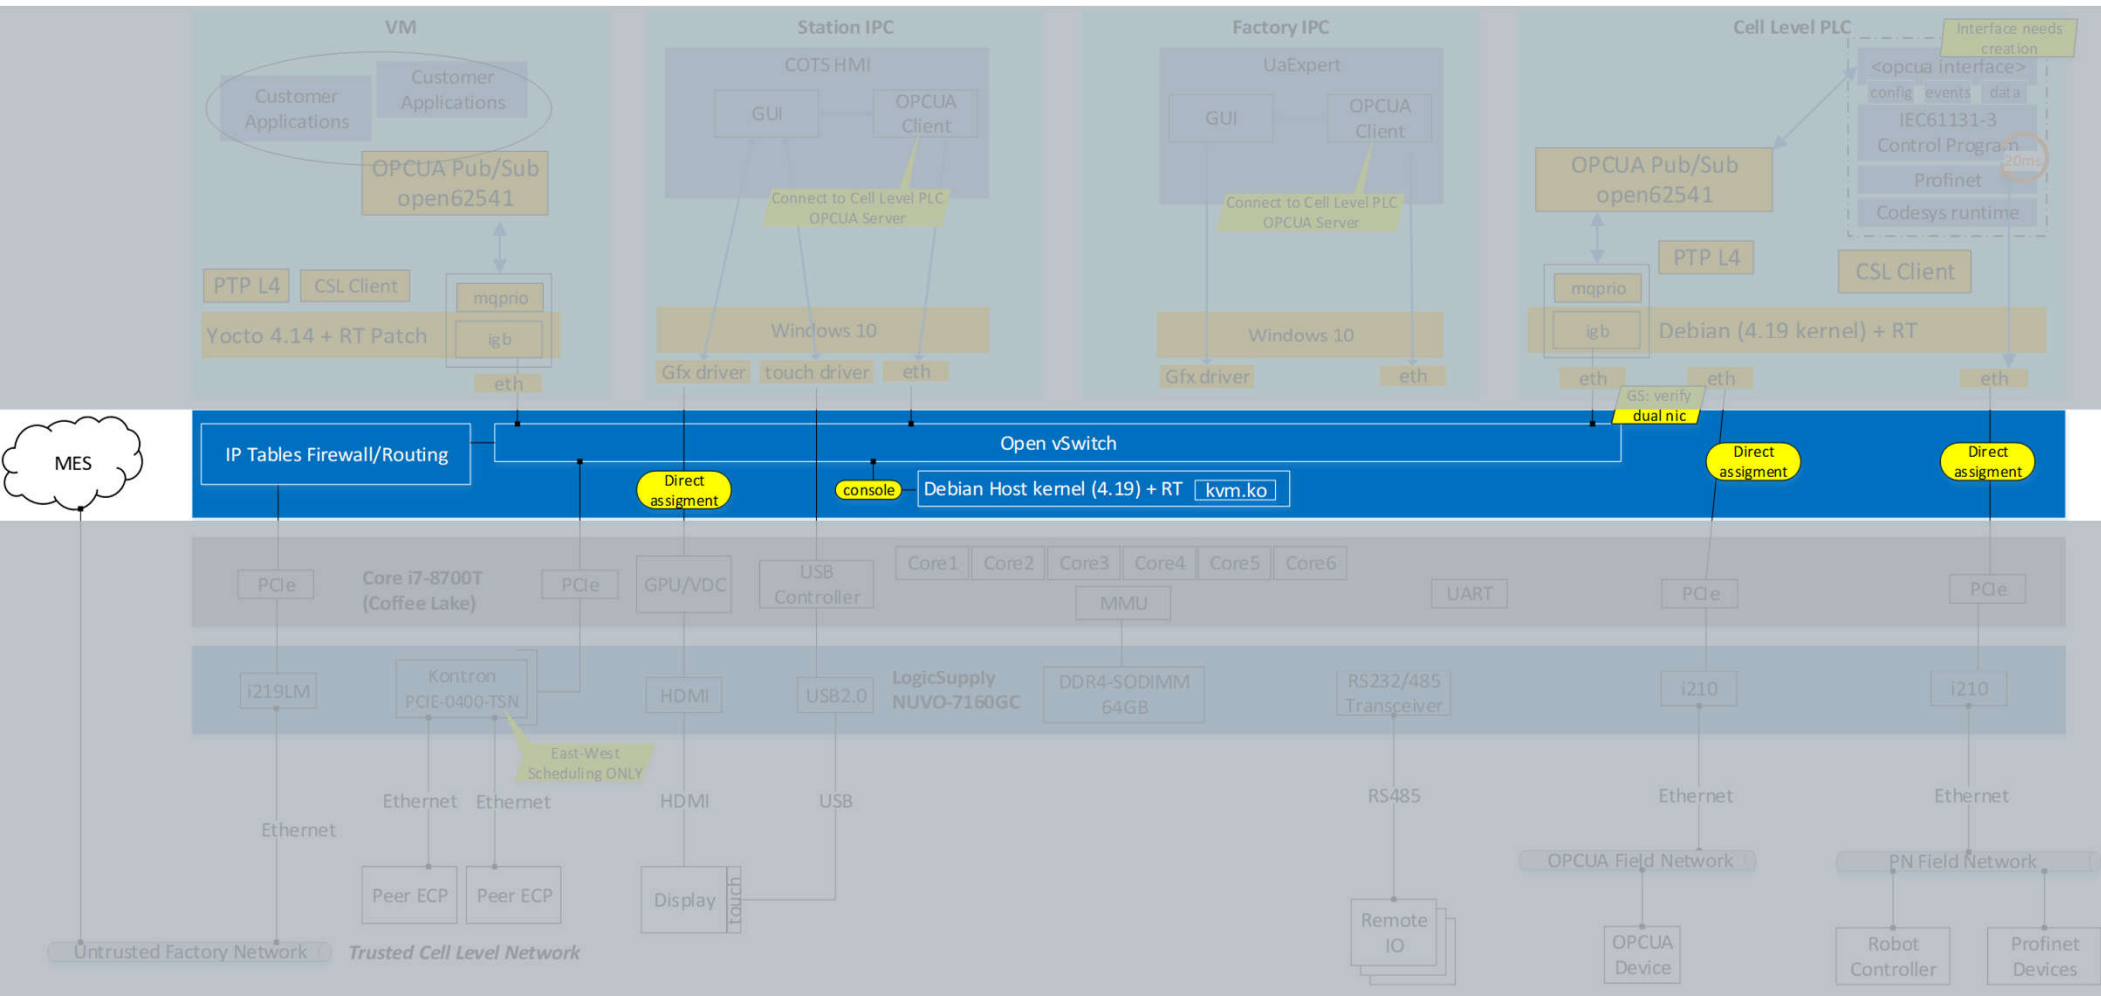 VM
Customer
Applications
Customer
Applications
OPCUA Pub/Sub
open62541
PTP L4
CSL Client
mqprio
Yocto 4.14 + RT Patch
igb
eth
Station IPC
COTS HMI
GUI
OPCUA
Client
Connect to Cell Level PLC
OPCUA Server
Windows 10
Gfx driver
touch driver
eth
Factory IPC
UaExpert
GUI
OPCUA
Client
Connect to Cell Level PLC
OPCUA Server
Windows 10
Gfx driver
eth
Cell Level PLC
Interface needs
creation
<opcua interface>
config
events
data
IEC61131-3
Control Program
20ms
Profinet
Codesys runtime
OPCUA Pub/Sub
open62541
PTP L4
CSL Client
mqprio
igb
Debian (4.19 kernel) + RT
eth
eth
eth
GS: verify
dual nic
MES
IP Tables Firewall/Routing
Open vSwitch
Direct
assigment
console
Debian Host kernel (4.19) + RT
kvm.ko
Direct
assigment
Direct
assigment
PCIe
Core i7-8700T
(Coffee Lake)
PCIe
GPU/VDC
USB
Controller
Core1
Core2
Core3
Core4
Core5
Core6
MMU
UART
PCIe
PCIe
i219LM
Kontron
PCIE-0400-TSN
HDMI
USB2.0
LogicSupply
NUVO-7160GC
DDR4-SODIMM
64GB
RS232/485
Transceiver
i210
i210
East-West
Scheduling ONLY
Ethernet
Ethernet
Ethernet
HDMI
USB
RS485
Ethernet
Ethernet
Peer ECP
Peer ECP
Display
touch
Remote
IO
OPCUA Field Network
PN Field Network
OPCUA
Device
Robot
Controller
Profinet
Devices
Untrusted Factory Network
Trusted Cell Level Network